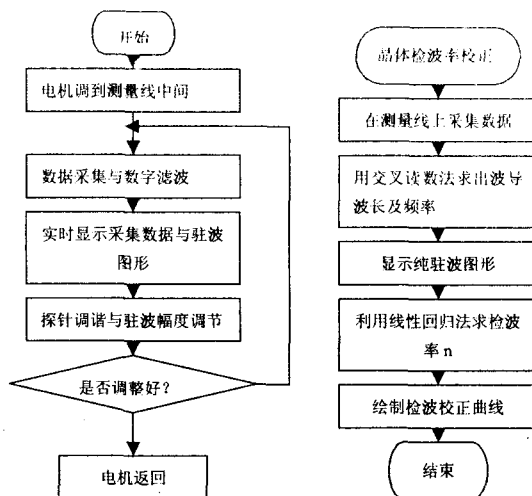 开始
电机调到测量线中间
数据采集与数字滤波
实时显示采集数据与驻波
图形
探针调谐与驻波幅度调节
是否调整好？
电机返回
晶体检波率校正
在测量线上采集数据
用交叉读数法求出波导
波长及频率
显示纯驻波图形
利用线性回归法求检波
率 n
绘制检波校正曲线
结束